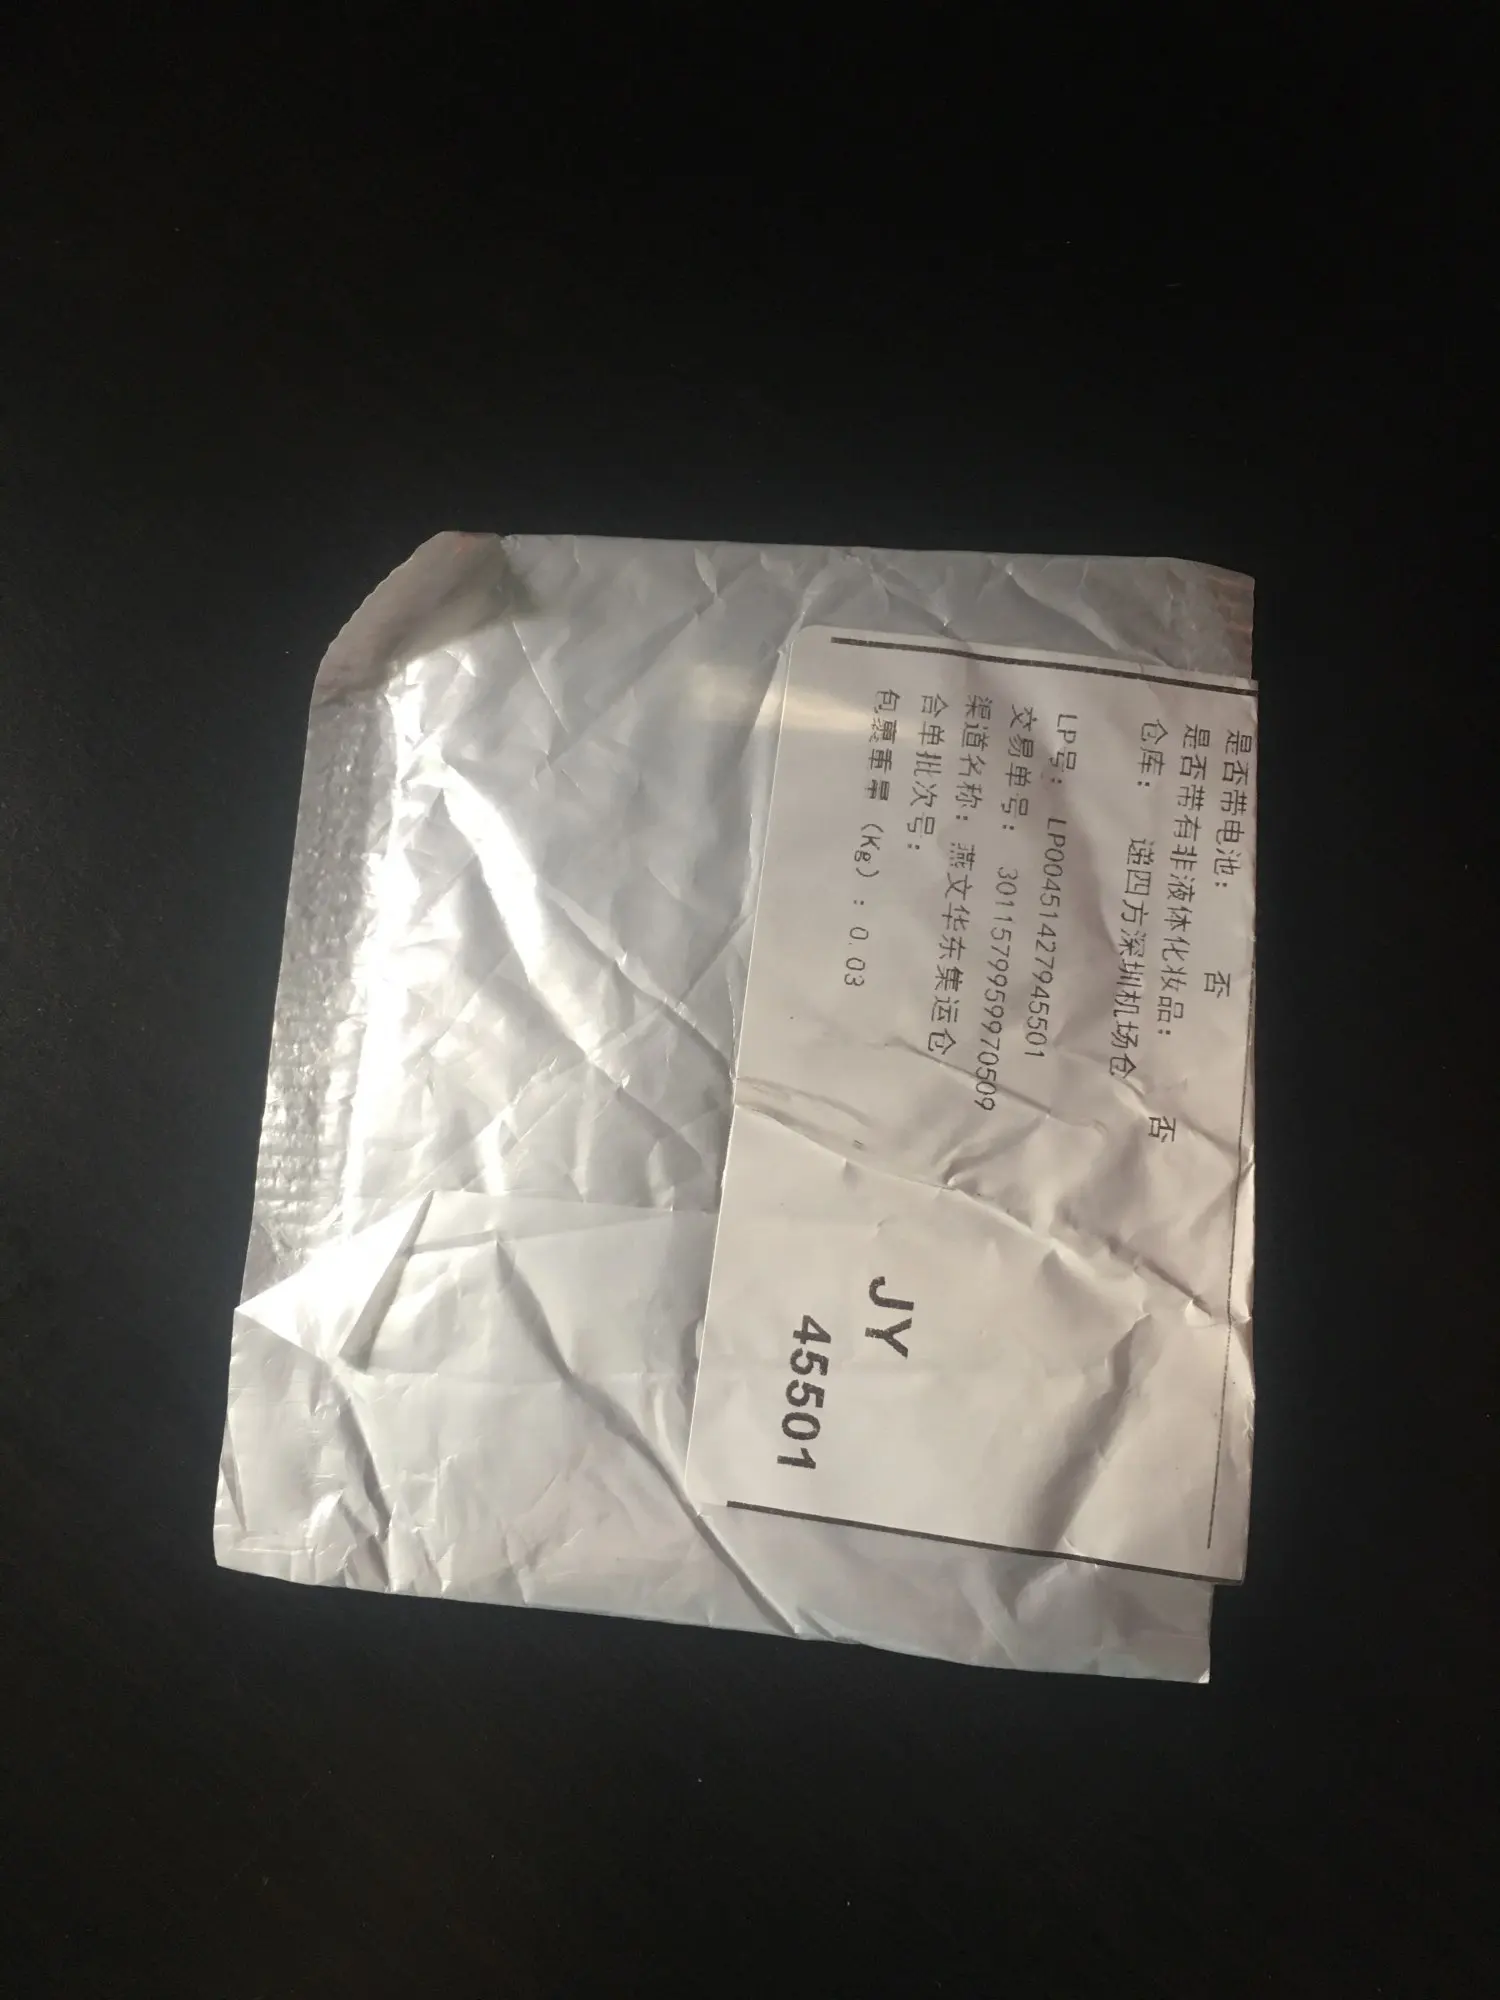 是否带电池： 否
是否带有非液体化妆品： 否
仓库： 递四方深圳机场仓
LP号： LP00451427945501
交易单号： 3011579959970509
渠道名称：燕文华东集运仓
合单批次号：
包裹重量（Kg）：0.03
JY
45501